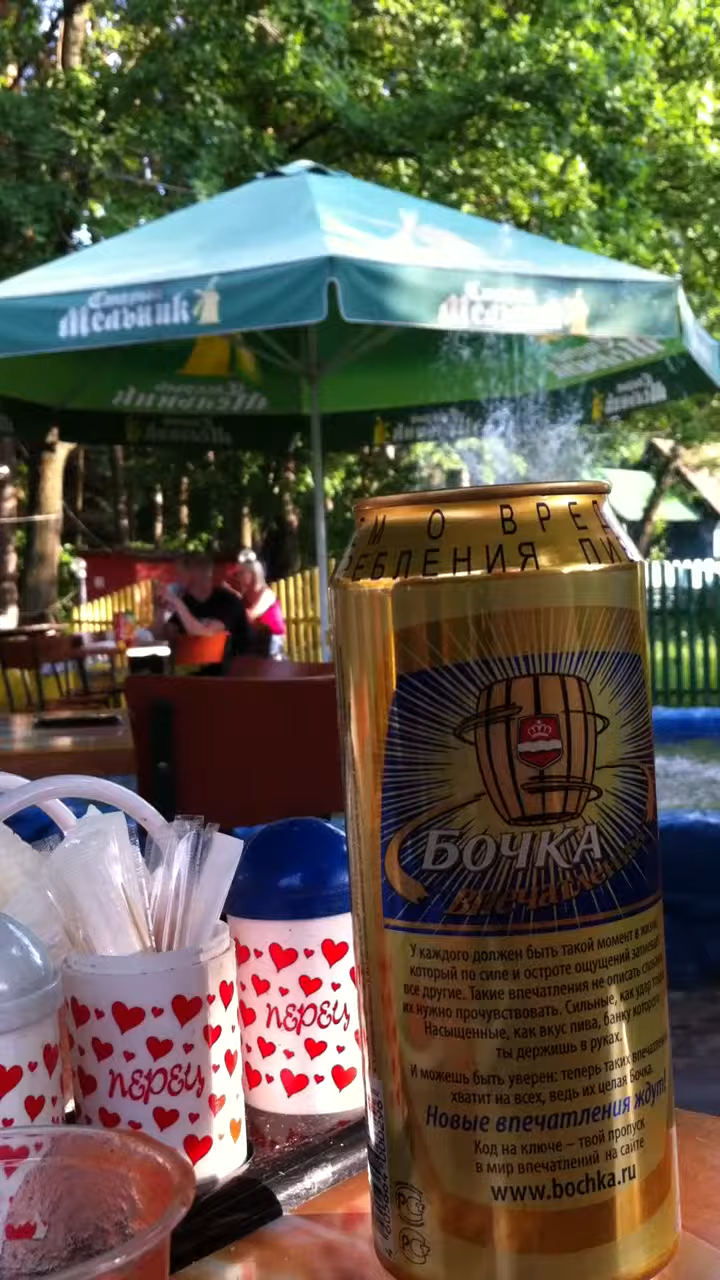 Старый
Мельник
Старый
Мельник
М О ВРЕ
ЕБЛЕНИЯ ПИ
БОЧКА
впечатлений
У каждого должен быть такой момент в жизни,
который по силе и остроте ощущений затмевает
все другие. Такие впечатления не описать словами
их нужно прочувствовать. Сильные, как удар
Насыщенные, как вкус пива, банку которого
ты держишь в руках.
И можешь быть уверен: теперь таких впечатлений
хватит на всех, ведь их целая Бочка.
Новые впечатления ждут!
Код на ключе – твой пропуск
в мир впечатлений на сайте
www.bochka.ru
перец
перец